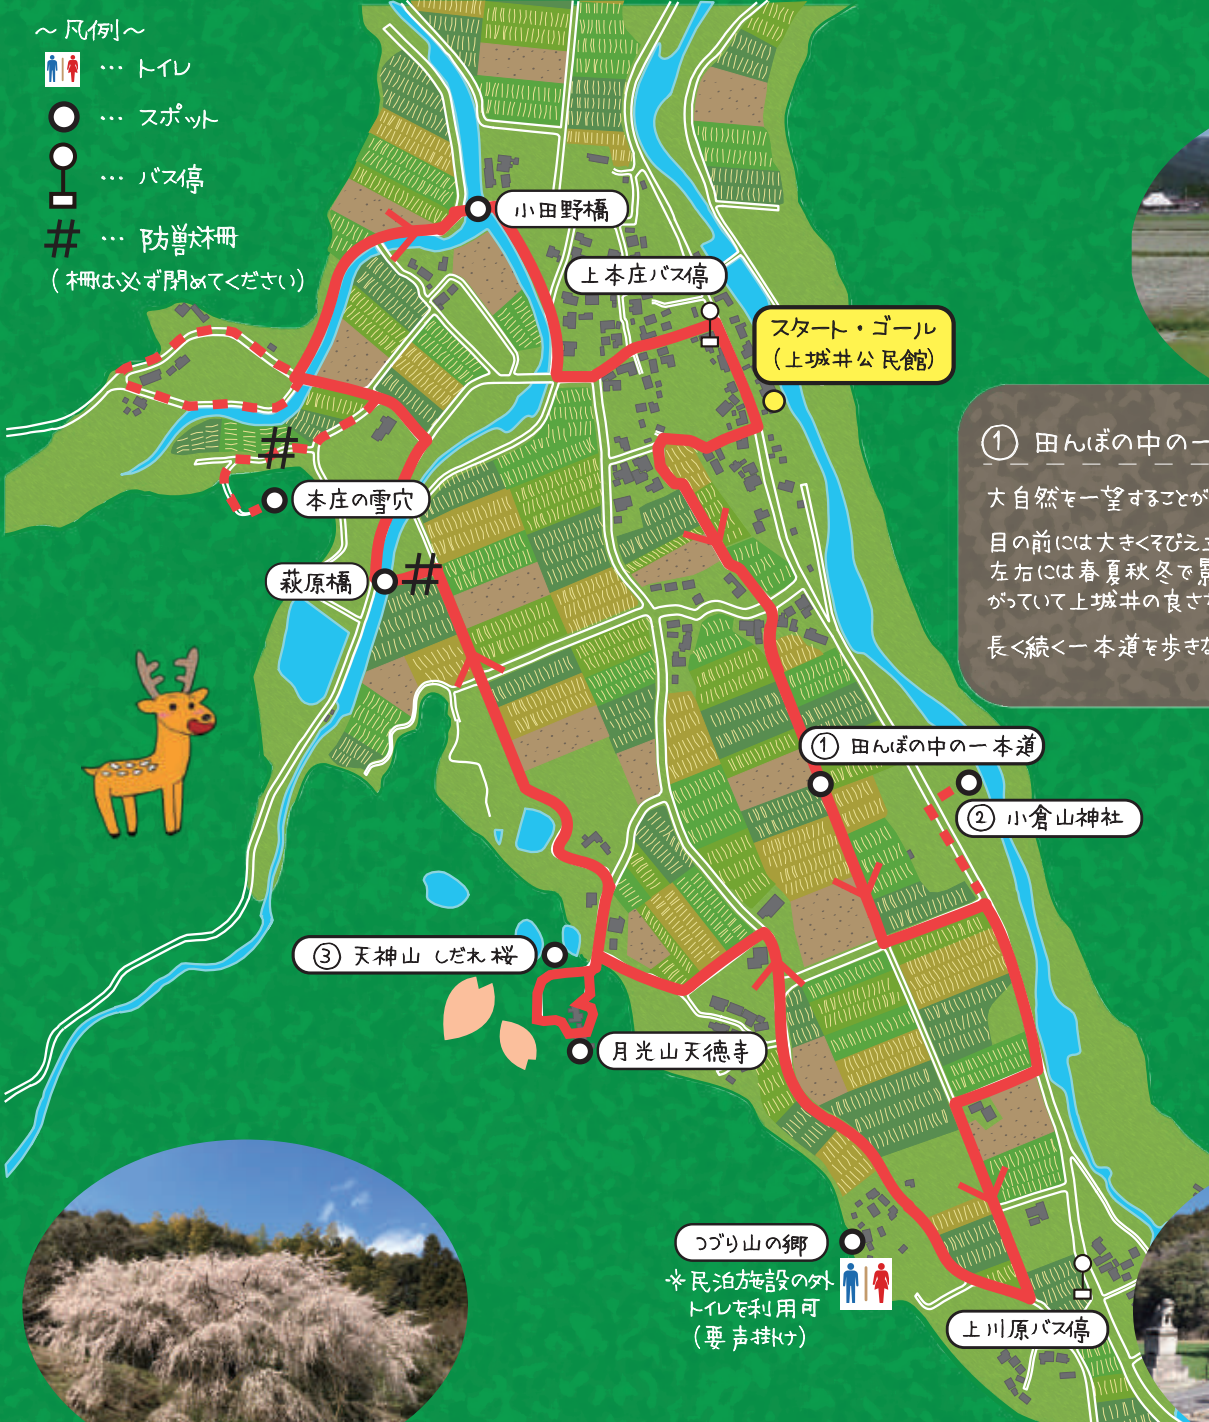 ～ 凡例 ～
… トイレ
… スポット
… バス停
… 防獣柵
(柵は必ず閉めてください)
小田野橋
上本庄バス停
スタート・ゴール
(上城井公民館)
本庄の雪穴
萩原橋
① 田んぼの中の一
大自然を一望することが
目の前には大きくそびえ
左右には春夏秋冬で
がっていて上城井の良さ
長く続く一本道を歩きな
① 田んぼの中の一本道
② 小倉山神社
③ 天神山 しだれ桜
月光山天徳寺
つづり山の郷
※民泊施設の外
トイレを利用可
(要声掛け)
上川原バス停